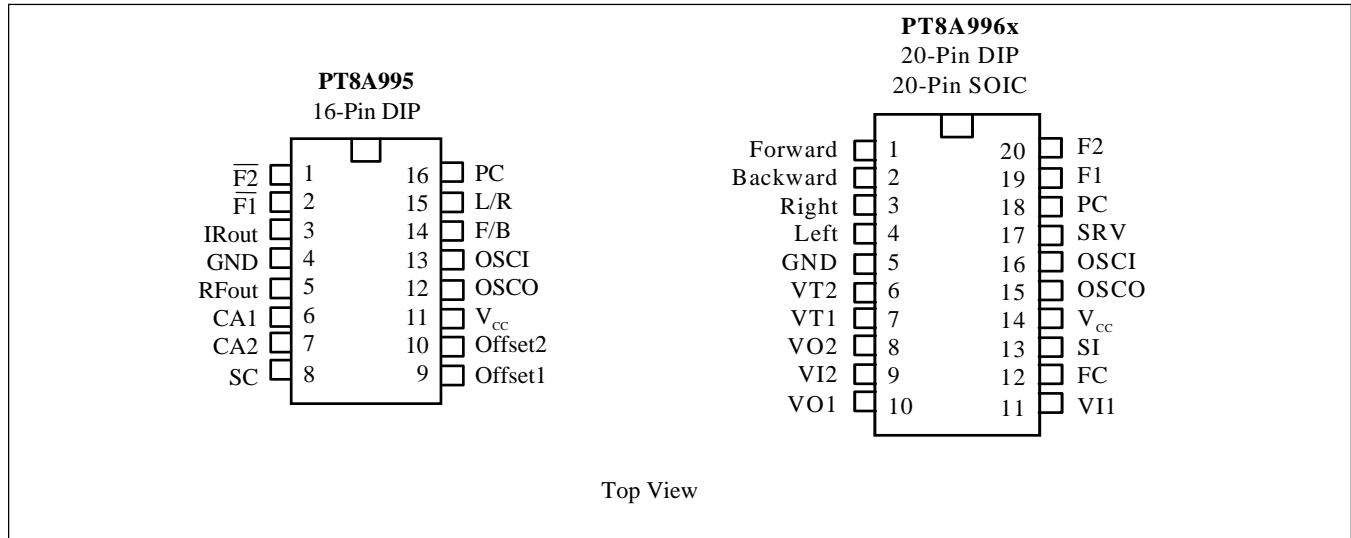 PT8A995
16-Pin DIP
F2 1 16 PC
F1 2 15 L/R
IRout 3 14 F/B
GND 4 13 OSCI
RFout 5 12 OSCO
CA1 6 11 VCC
CA2 7 10 Offset2
SC 8 9 Offset1
PT8A996x
20-Pin DIP
20-Pin SOIC
Forward 1 20 F2
Backward 2 19 F1
Right 3 18 PC
Left 4 17 SRV
GND 5 16 OSCI
VT2 6 15 OSCO
VT1 7 14 VCC
VO2 8 13 SI
VI2 9 12 FC
VO1 10 11 VI1
Top View